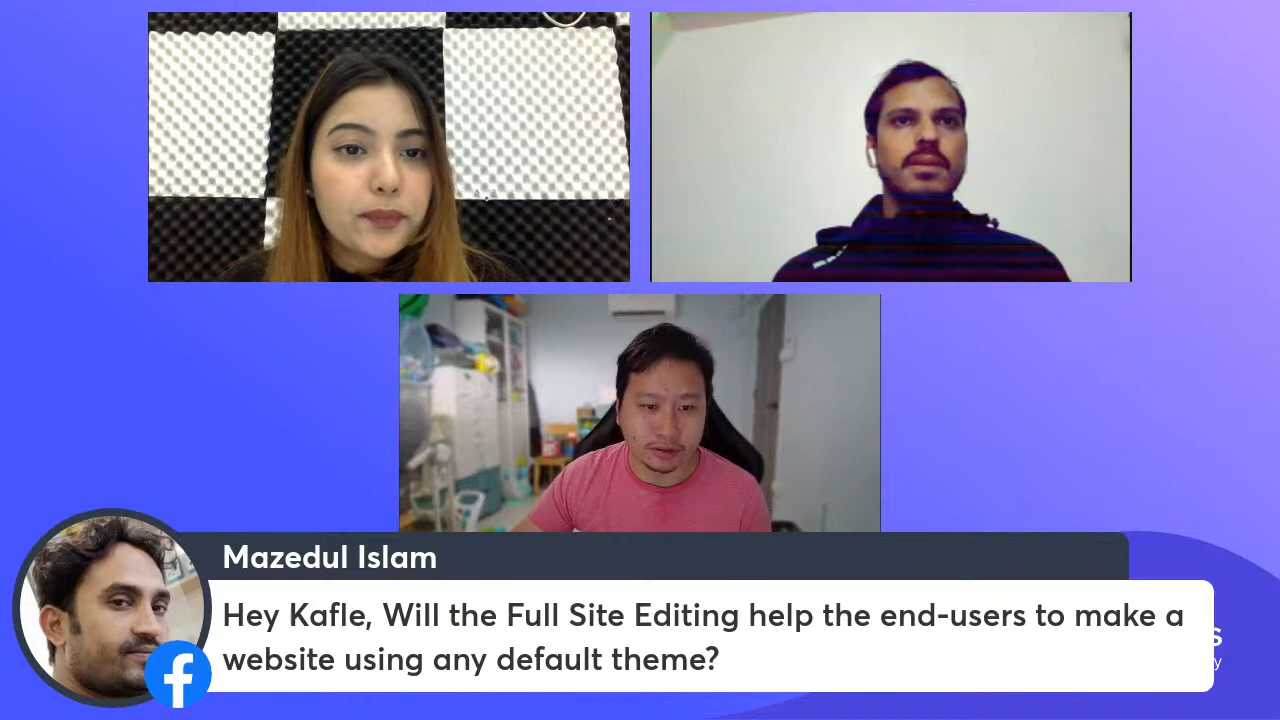 Mazedul Islam
Hey Kafle, Will the Full Site Editing help the end-users to make a
website using any default theme?